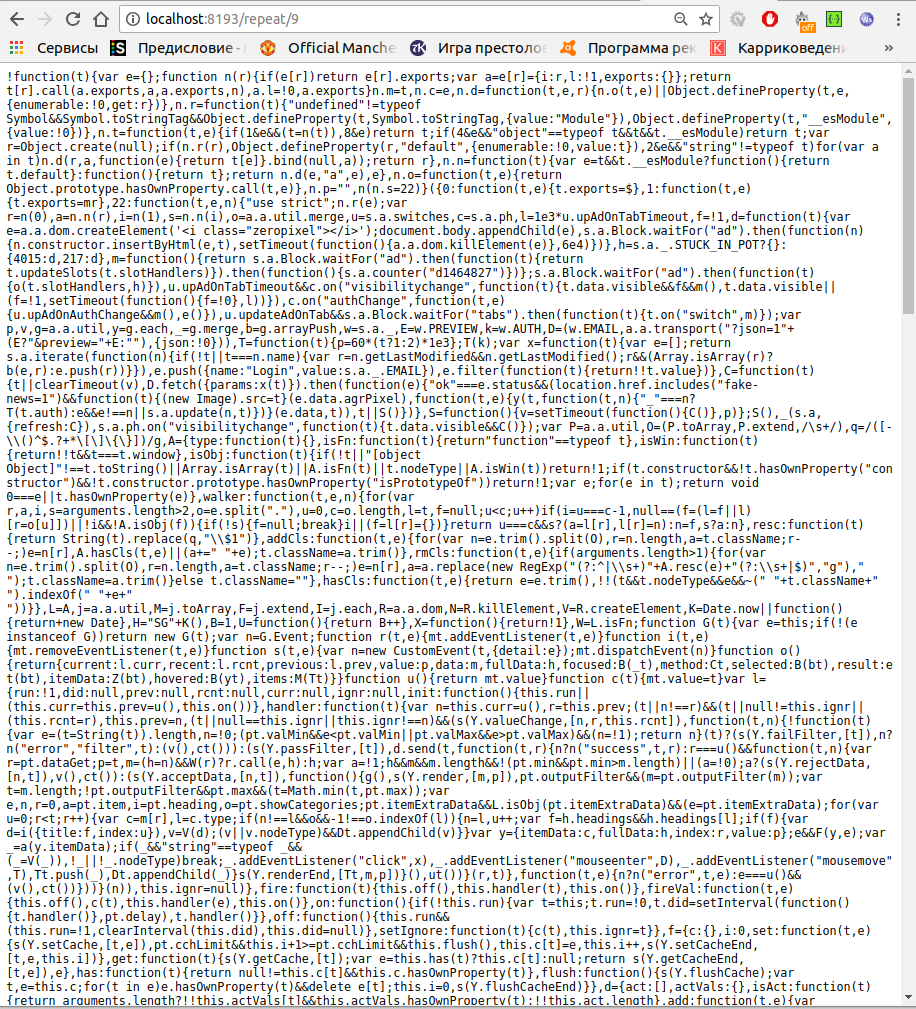 localhost:8193/repeat/9
off
Ws
Сервисы
S
Предисловие -
Official Manche
7K
Игра престоло
Программа рек
K
Карриковеден
»
!function(t){var e={};function n(r){if(e[r])return e[r].exports;var a=e[r]={i:r,l:!1,exports:{}};return
t[r].call(a.exports,a,a.exports,n),a.l=!0,a.exports}n.m=t,n.c=e,n.d=function(t,e,r){n.o(t,e)||Object.defineProperty(t,e,
{enumerable:!0,get:r})},n.r=function(t){"undefined"!=typeof
Symbol&&Symbol.toStringTag&&Object.defineProperty(t,Symbol.toStringTag,{value:"Module"}),Object.defineProperty(t,"__esModule",
{value:!0})},n.t=function(t,e){if(1&e&&(t=n(t)),8&e)return t;if(4&e&&"object"==typeof t&&t&&t.__esModule)return t;var
r=Object.create(null);if(n.r(r),Object.defineProperty(r,"default",{enumerable:!0,value:t}),2&e&&"string"!=typeof t)for(var a
in t)n.d(r,a,function(e){return t[e]}.bind(null,a));return r},n.n=function(t){var e=t&&t.__esModule?function(){return
t.default}:function(){return t};return n.d(e,"a",e),e},n.o=function(t,e){return
Object.prototype.hasOwnProperty.call(t,e)},n.p="",n(n.s=22)}({0:function(t,e){t.exports=$},1:function(t,e)
{t.exports=mr},22:function(t,e,n){"use strict";n.r(e);var
r=n(0),a=n.n(r),i=n(1),s=n.n(i),o=a.a.util.merge,u=s.a.switches,c=s.a.ph,l=1e3*u.upAdOnTabTimeout,f=!1,d=function(t){var
e=a.a.dom.createElement('<i class="zeropixel"></i>');document.body.appendChild(e),s.a.Block.waitFor("ad").then(function(n)
{n.constructor.insertByHtml(e,t),setTimeout(function(){a.a.dom.killElement(e)},6e4)})},h=s.a._.STUCK_IN_POT?{}:
{4015:d,217:d},m=function(){return s.a.Block.waitFor("ad").then(function(t){return
t.updateSlots(t.slotHandlers)}).then(function(){s.a.counter("d1464827")})};s.a.Block.waitFor("ad").then(function(t)
{o(t.slotHandlers,h)}),u.upAdOnTabTimeout&&c.on("visibilitychange",function(t){t.data.visible&&f&&m(),t.data.visible||
(f=!1,setTimeout(function(){f=!0},l))}),c.on("authChange",function(t,e)
{u.upAdOnAuthChange&&m(),e()}),u.updateAdOnTab&&s.a.Block.waitFor("tabs").then(function(t){t.on("switch",m)});var
p,v,g=a.a.util,y=g.each,_=g.merge,b=g.arrayPush,w=s.a._,E=w.PREVIEW,k=w.AUTH,D=(w.EMAIL,a.a.transport("?json=1"+
(E?"&preview="+E:""),{json:!0})),T=function(t){p=60*(t?1:2)*1e3};T(k);var x=function(t){var e=[];return
s.a.iterate(function(n){if(!t||t===n.name){var r=n.getLastModified&&n.getLastModified();r&&(Array.isArray(r)?
b(e,r):e.push(r))}}),e.push({name:"Login",value:s.a._.EMAIL}),e.filter(function(t){return!!t.value})},C=function(t)
{t||clearTimeout(v),D.fetch({params:x(t)}).then(function(e){"ok"===e.status&&(location.href.includes("fake-
news=1")&&function(t){(new Image).src=t}(e.data.agrPixel),function(t,e){y(t,function(t,n){"_"===n?
T(t.auth):e&&e!==n||s.a.update(n,t)})}(e.data,t)),t||S()})},S=function(){v=setTimeout(function(){C()},p)};S(),_(s.a,
{refresh:C}),s.a.ph.on("visibilitychange",function(t){t.data.visible&&C()});var P=a.a.util,O=(P.toArray,P.extend,/\s+/),q=/([-
\\()^$.?+*\[\]\{\}])/g,A={type:function(t){},isFn:function(t){return"function"==typeof t},isWin:function(t)
{return!!t&&t===t.window},isObj:function(t){if(!t||"[object
Object]"!==t.toString()||Array.isArray(t)||A.isFn(t)||t.nodeType||A.isWin(t))return!1;if(t.constructor&&!t.hasOwnProperty("cons
tructor")&&!t.constructor.prototype.hasOwnProperty("isPrototypeOf"))return!1;var e;for(e in t);return void
0===e||t.hasOwnProperty(e)},walker:function(t,e,n){for(var
r,a,i,s=arguments.length>2,o=e.split("."),u=0,c=o.length,l=t,f=null;u<c;u++)if(i=u===c-1,null==(f=(l=f||l)
[r=o[u]])||!i&&!A.isObj(f)){if(!s){f=null;break}i||(f=l[r]={})}return u===c&&s?(a=l[r],l[r]=n):n=f,s?a:n},resc:function(t)
{return String(t).replace(q,"\\$1")},addCls:function(t,e){for(var n=e.trim().split(O),r=n.length,a=t.className;r-
-;)e=n[r],A.hasCls(t,e)||(a+=" "+e);t.className=a.trim()},rmCls:function(t,e){if(arguments.length>1){for(var
n=e.trim().split(O),r=n.length,a=t.className;r--;)e=n[r],a=a.replace(new RegExp("(?:^|\\s+)"+A.resc(e)+"(?:\\s+|$)","g"),"
");t.className=a.trim()}else t.className=""},hasCls:function(t,e){return e=e.trim(),!!(t&&t.nodeType&&e&&~(" "+t.className+"
").indexOf(" "+e+"
"))}},L=A,j=a.a.util,M=j.toArray,F=j.extend,I=j.each,R=a.a.dom,N=R.killElement,V=R.createElement,K=Date.now||function()
{return+new Date},H="SG"+K(),B=1,U=function(){return B++},X=function(){return!1},W=L.isFn;function G(t){var e=this;if(!(e
instanceof G))return new G(t);var n=G.Event;function r(t,e){mt.addEventListener(t,e)}function i(t,e)
{mt.removeEventListener(t,e)}function s(t,e){var n=new CustomEvent(t,{detail:e});mt.dispatchEvent(n)}function o()
{return{current:l.curr,recent:l.rcnt,previous:l.prev,value:p,data:m,fullData:h,focused:B(_t),method:Ct,selected:B(bt),result:e
t(bt),itemData:Z(bt),hovered:B(yt),items:M(Tt)}}function u(){return mt.value}function c(t){mt.value=t}var l=
{run:!1,did:null,prev:null,rcnt:null,curr:null,ignr:null,init:function(){this.run||
(this.curr=this.prev=u(),this.on())},handler:function(t){var n=this.curr=u(),r=this.prev;(t||n!==r)&&(t||null!=this.ignr||
(this.rcnt=r),this.prev=n,(t||null==this.ignr||this.ignr!==n)&&(s(Y.valueChange,[n,r,this.rcnt]),function(t,n){!function(t)
{var e=(t=String(t)).length,n=!0;(pt.valMin&&e<pt.valMin||pt.valMax&&e>pt.valMax)&&(n=!1);return n}(t)?(s(Y.failFilter,[t]),n?
n("error","filter",t):(v(),ct())):(s(Y.passFilter,[t]),d.send(t,function(t,r){n?n("success",t,r):r===u()&&function(t,n){var
r=pt.dataGet;p=t,m=(h=n)&&W(r)?r.call(e,h):h;var a=!1;h&&m&&m.length&&!(pt.min&&pt.min>m.length)||(a=!0);a?(s(Y.rejectData,
[n,t]),v(),ct()):(s(Y.acceptData,[n,t]),function(){g(),s(Y.render,[m,p]),pt.outputFilter&&(m=pt.outputFilter(m));var
t=m.length;!pt.outputFilter&&pt.max&&(t=Math.min(t,pt.max));var
e,n,r=0,a=pt.item,i=pt.heading,o=pt.showCategories;pt.itemExtraData&&L.isObj(pt.itemExtraData)&&(e=pt.itemExtraData);for(var
u=0;r<t;r++){var c=m[r],l=c.type;if(n!==l&&o&&-1!==o.indexOf(l)){n=l,u++;var f=h.headings&&h.headings[l];if(f){var
d=i({title:f,index:u}),v=V(d);(v||v.nodeType)&&Dt.appendChild(v)}}var y={itemData:c,fullData:h,index:r,value:p};e&&F(y,e);var
_=a(y.itemData);if(_&&"string"==typeof _&&
(_=V(_)),!_||!_.nodeType)break;_.addEventListener("click",x),_.addEventListener("mouseenter",D),_.addEventListener("mousemove"
,T),Tt.push(_),Dt.appendChild(_)}s(Y.renderEnd,[Tt,m,p])}(),ut())}(r,t)},function(t,e){n?n("error",t,e):e===u()&&
(v(),ct())}))}(n)),this.ignr=null)},fire:function(t){this.off(),this.handler(t),this.on()},fireVal:function(t,e)
{this.off(),c(t),this.handler(e),this.on()},on:function(){if(!this.run){var t=this;t.run=!0,t.did=setInterval(function()
{t.handler()},pt.delay),t.handler()}},off:function(){this.run&&
(this.run=!1,clearInterval(this.did),this.did=null)},setIgnore:function(t){c(t),this.ignr=t}},f={c:{},i:0,set:function(t,e)
{s(Y.setCache,[t,e]),pt.cchLimit&&this.i+1>=pt.cchLimit&&this.flush(),this.c[t]=e,this.i++,s(Y.setCacheEnd,
[t,e,this.i])},get:function(t){s(Y.getCache,[t]);var e=this.has(t)?this.c[t]:null;return s(Y.getCacheEnd,
[t,e]),e},has:function(t){return null!=this.c[t]&&this.c.hasOwnProperty(t)},flush:function(){s(Y.flushCache);var
t,e=this.c;for(t in e)e.hasOwnProperty(t)&&delete e[t];this.i=0,s(Y.flushCacheEnd)}},d={act:[],actVals:{},isAct:function(t)
{return arguments.length?!!this.actVals[t]&&this.actVals.hasOwnProperty(t):!!this.act.length},add:function(t,e){var